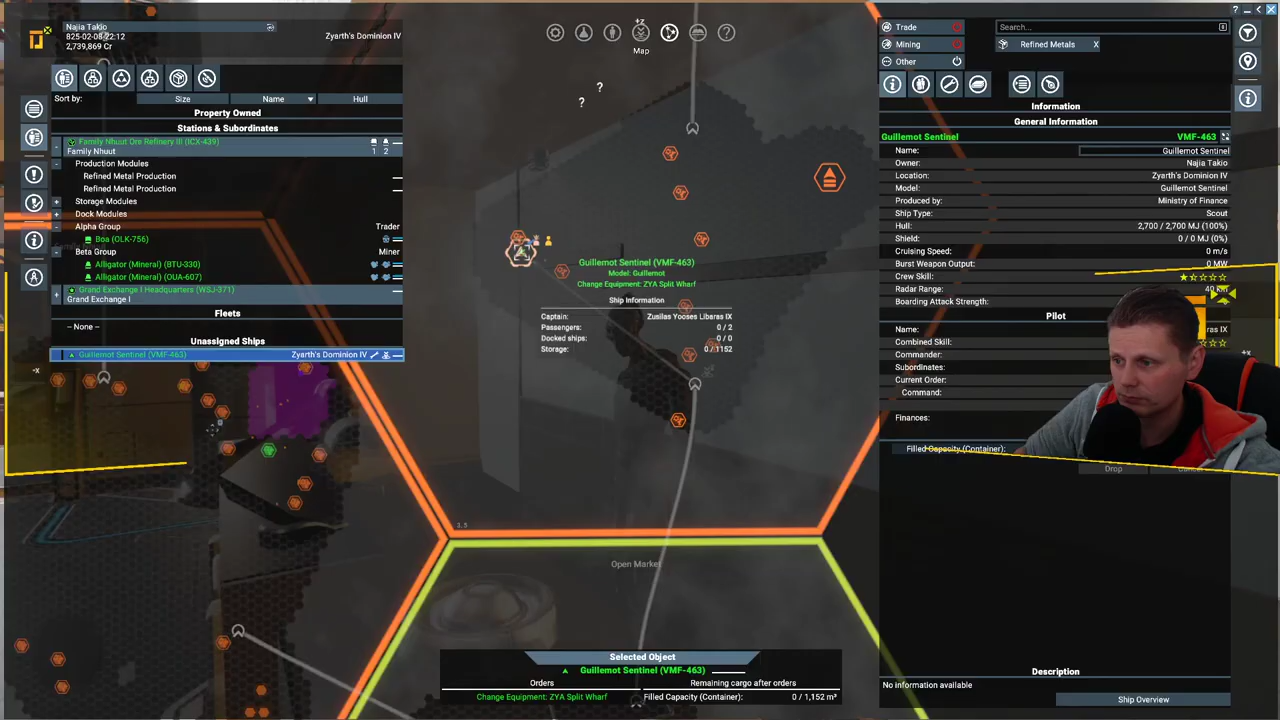 Najia Takio
825-02-08 22:12
2,739,869 Cr
Zyarth's Dominion IV
Sort by:
Size
Name
Hull
Property Owned
Stations & Subordinates
Family Nhuut Ore Refinery III (ICX-439)
Family Nhuut
1 2
Production Modules
Refined Metal Production
Refined Metal Production
Storage Modules
Dock Modules
Alpha Group
Trader
Boa (OLK-756)
Beta Group
Miner
Alligator (Mineral) (BTU-330)
Alligator (Mineral) (OUA-607)
Grand Exchange I Headquarters (WSJ-371)
Grand Exchange I
Fleets
-- None --
Unassigned Ships
Guillemot Sentinel (VMF-463)
Zyarth's Dominion IV
-x
+z
Map
?
?
Guillemot Sentinel (VMF-463)
Model: Guillemot
Change Equipment: ZYA Split Wharf
Ship Information
Captain: Zusilas Yooses Libaras IX
Passengers: 0 / 2
Docked ships: 0 / 0
Storage: 0 / 1152
Open Market
Selected Object
Guillemot Sentinel (VMF-463)
Orders
Remaining cargo after orders
Change Equipment: ZYA Split Wharf
Filled Capacity (Container): 0 / 1,152 m³
Trade
Mining
Other
Search...
Refined Metals X
Information
General Information
Guillemot Sentinel VMF-463
Name: Guillemot Sentinel
Owner: Najia Takio
Location: Zyarth's Dominion IV
Model: Guillemot Sentinel
Produced by: Ministry of Finance
Ship Type: Scout
Hull: 2,700 / 2,700 MJ (100%)
Shield: 0 / 0 MJ (0%)
Cruising Speed: 0 m/s
Burst Weapon Output: 0 MW
Crew Skill:
Radar Range: 40 km
Boarding Attack Strength:
Pilot
Name:
Combined Skill:
Commander:
Subordinates:
Current Order:
Command:
Finances:
Filled Capacity (Container):
Drop
+x
Description
No information available
Ship Overview